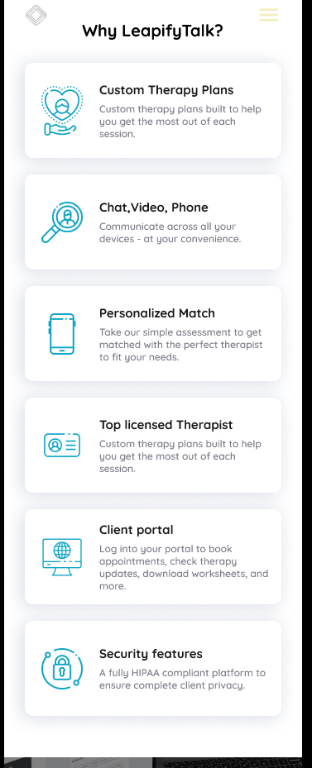 Why LeapifyTalk?
Custom Therapy Plans
Custom therapy plans built to help
you get the most out of each
session.
Chat,Video, Phone
Communicate across all your
devices - at your convenience.
Personalized Match
Take our simple assessment to get
matched with the perfect therapist
to fit your needs.
Top licensed Therapist
Custom therapy plans built to help
you get the most out of each
session.
Client portal
Log into your portal to book
appointments, check therapy
updates, download worksheets, and
more.
Security features
A fully HIPAA compliant platform to
ensure complete client privacy.